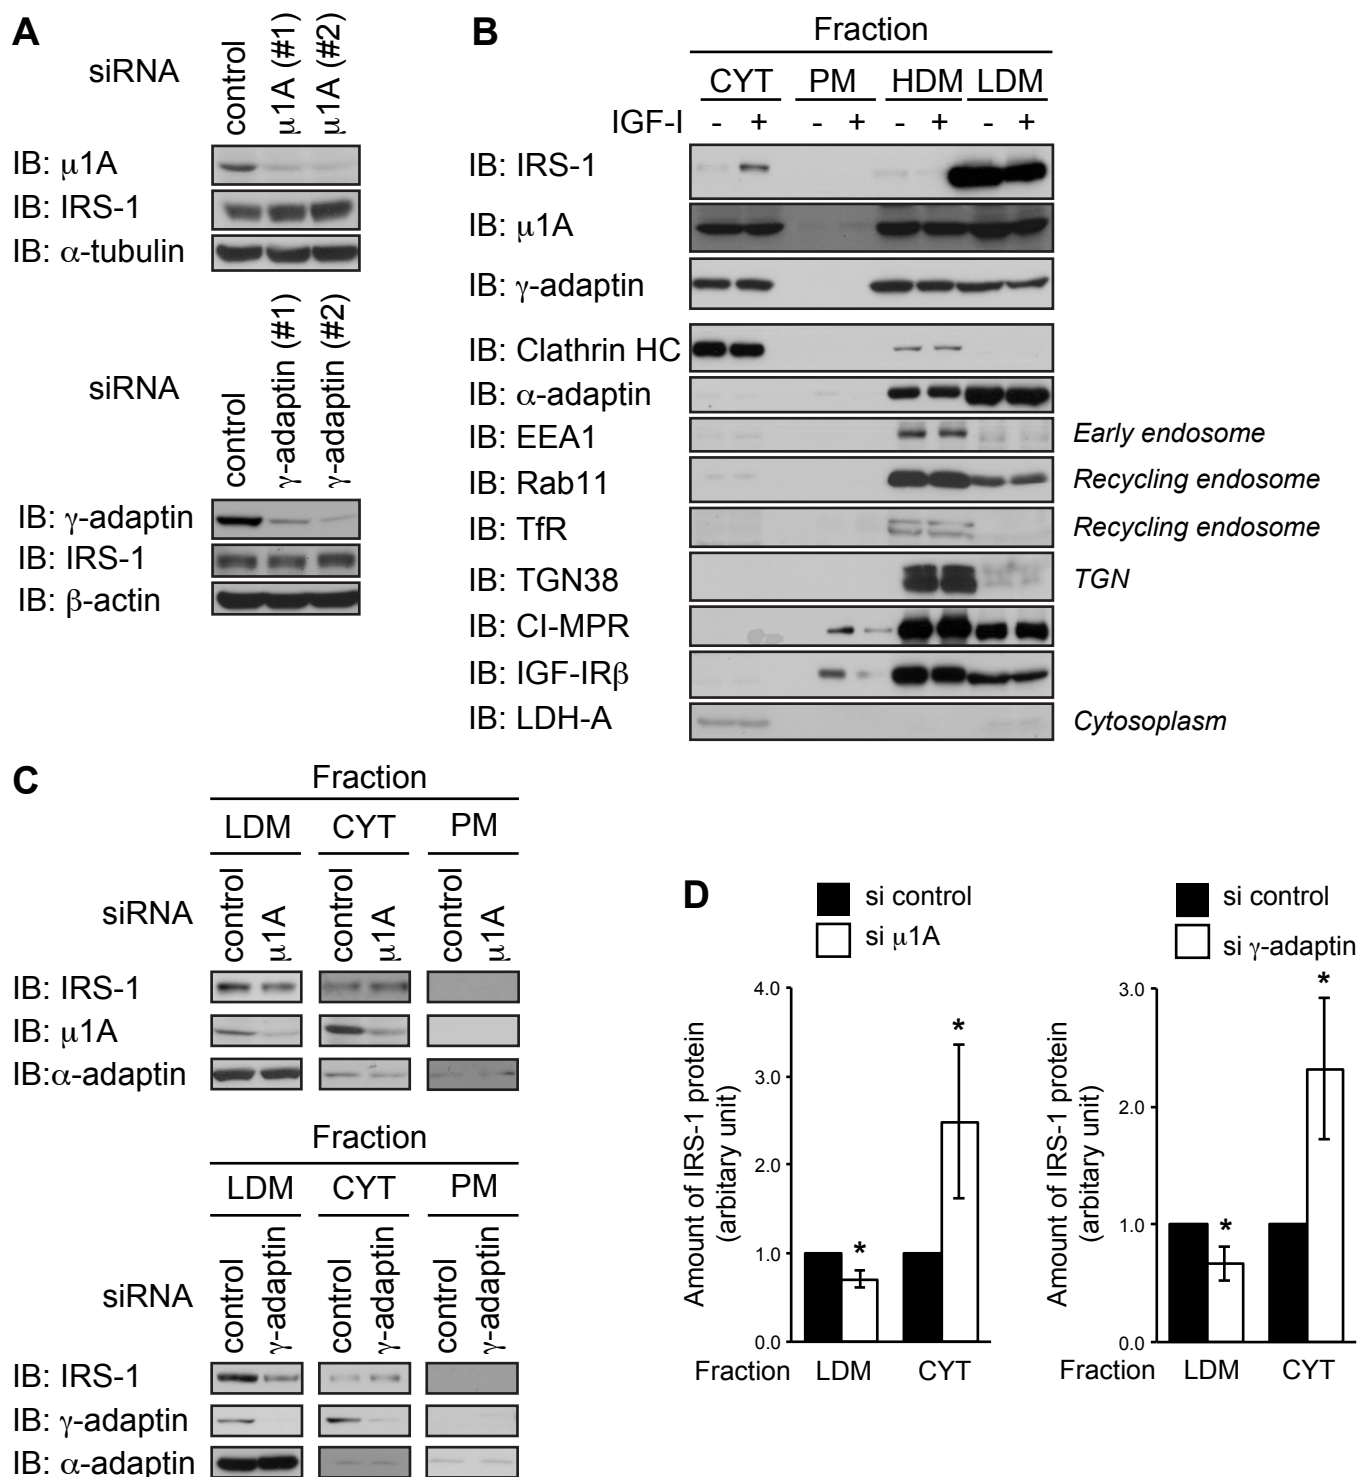 A
siRNA
control
μ1A (#1)
μ1A (#2)
IB: μ1A
IB: IRS-1
IB: α-tubulin
siRNA
control
γ-adaptin (#1)
γ-adaptin (#2)
IB: γ-adaptin
IB: IRS-1
IB: β-actin
B
Fraction
CYT PM HDM LDM
IGF-I - + - + - + - +
IB: IRS-1
IB: μ1A
IB: γ-adaptin
IB: Clathrin HC
IB: α-adaptin
IB: EEA1 Early endosome
IB: Rab11 Recycling endosome
IB: TfR Recycling endosome
IB: TGN38 TGN
IB: CI-MPR
IB: IGF-IRβ
IB: LDH-A Cytosoplasm
C
Fraction
LDM CYT PM
siRNA
control
μ1A
control
μ1A
control
μ1A
IB: IRS-1
IB: μ1A
IB:α-adaptin
Fraction
LDM CYT PM
siRNA
control
γ-adaptin
control
γ-adaptin
control
γ-adaptin
IB: IRS-1
IB: γ-adaptin
IB: α-adaptin
D
si control
si μ1A
Amount of IRS-1 protein
(arbitary unit)
4.0
3.0
2.0
1.0
0.0
*
*
Fraction LDM CYT
si control
si γ-adaptin
Amount of IRS-1 protein
(arbitary unit)
3.0
2.0
1.0
0.0
*
*
Fraction LDM CYT